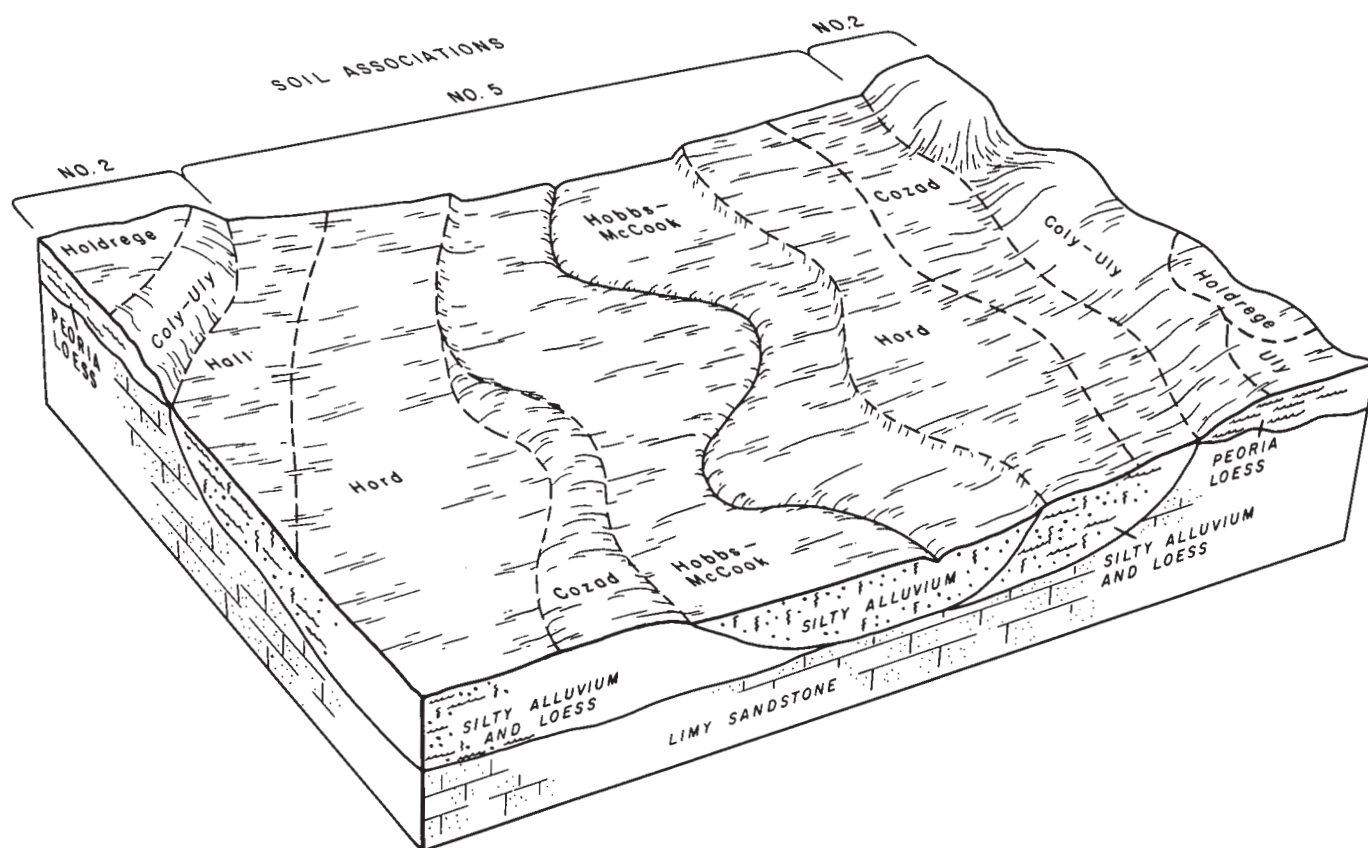 SOIL ASSOCIATIONS
NO. 2
NO. 5
NO. 2
Holdrege
Coly-Uly
Hall
Hord
Cozad
Hobbs-
McCook
Hobbs-
McCook
Hord
Cozad
Coly-Uly
Holdrege
Uly
PEORIA
LOESS
PEORIA
LOESS
SILTY ALLUVIUM
AND LOESS
SILTY ALLUVIUM
SILTY ALLUVIUM
AND LOESS
LIMY SANDSTONE